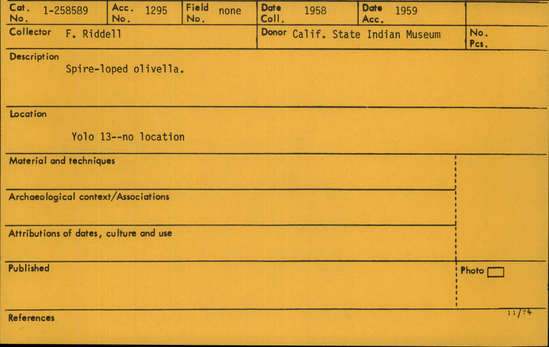 Cat. No. 1-258589 Acc. No. 1295 Field No. none Date Coll. 1958 Date Acc. 1959
Collector F. Riddell Donor Calif. State Indian Museum No. Pcs.
Description
Spire-loped olivella.
Location
Yolo 13--no location
Material and techniques
Archaeological context/Associations
Attributions of dates, culture and use
Published Photo
11/74
References